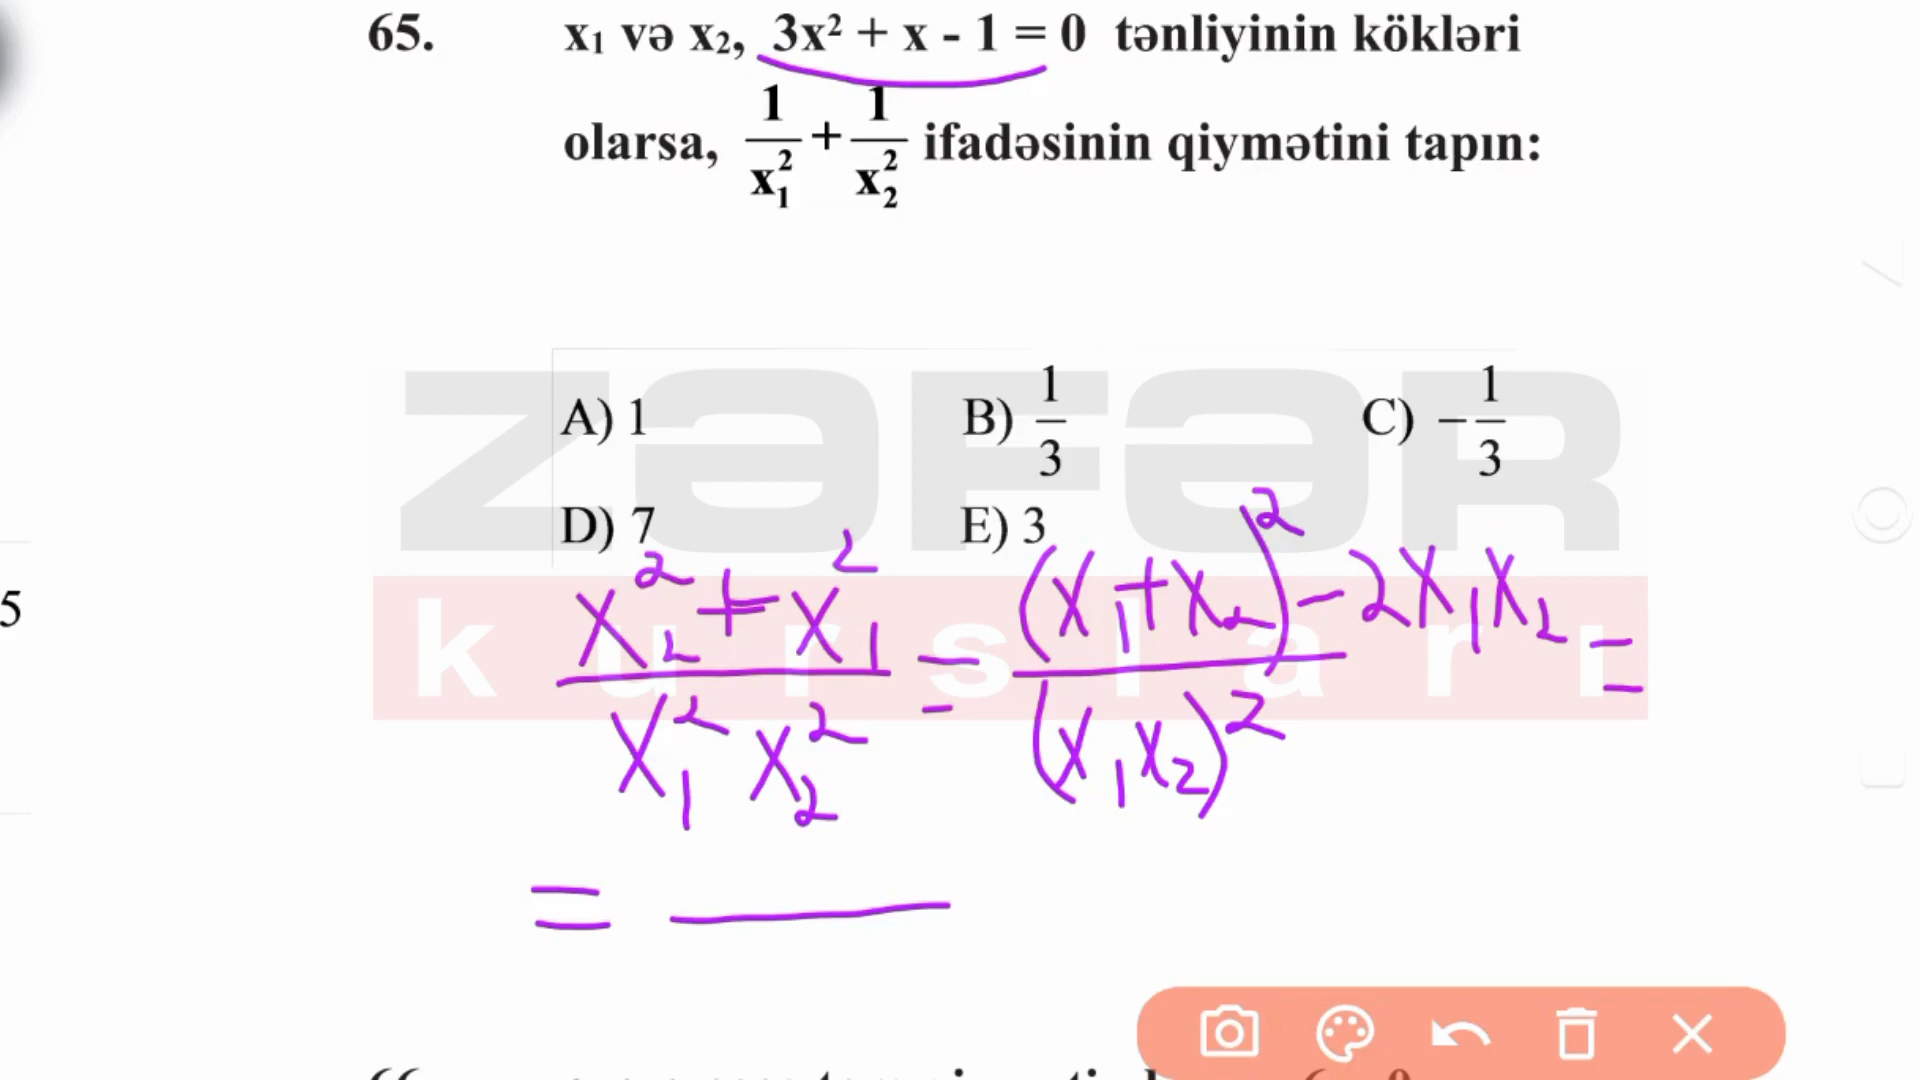 65. x₁ və x₂, 3x² + x - 1 = 0 tənliyinin kökləri
olarsa, 1/x₁² + 1/x₂² ifadəsinin qiymətini tapın:
ZƏFƏR
A) 1 B) 1/3 C) −1/3
D) 7 E) 3
kursları
5
(x₂² + x₁²)/(x₁² x₂²) = ((x₁+x₂)² − 2x₁x₂)/(x₁x₂)² =
=